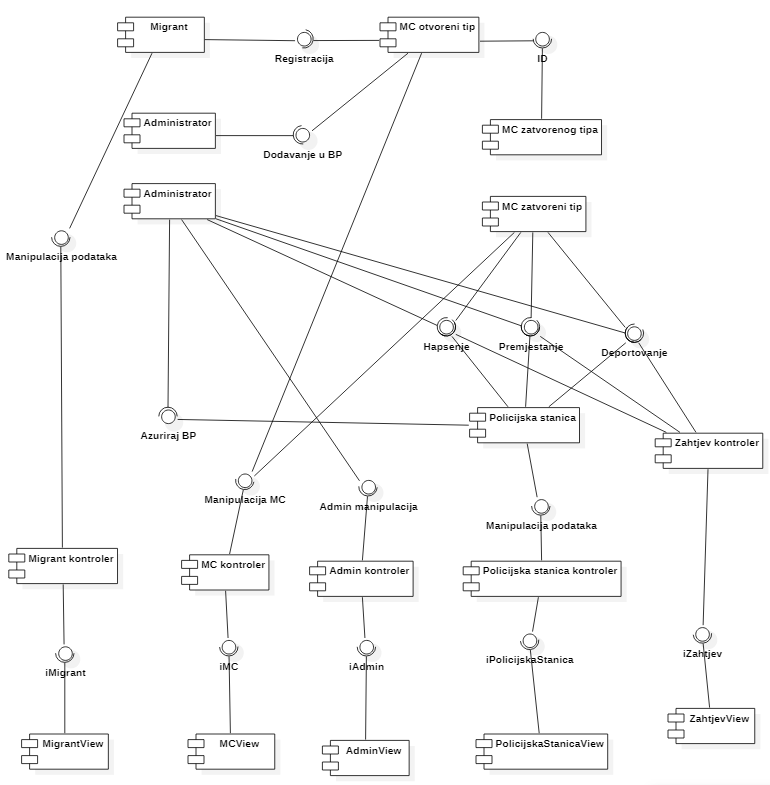 Migrant
MC otvoreni tip
Registracija
ID
Administrator
Dodavanje u BP
MC zatvorenog tipa
Administrator
MC zatvoreni tip
Manipulacija podataka
Hapsenje
Premjestanje
Deportovanje
Azuriraj BP
Policijska stanica
Zahtjev kontroler
Manipulacija MC
Admin manipulacija
Manipulacija podataka
Migrant kontroler
MC kontroler
Admin kontroler
Policijska stanica kontroler
iMigrant
iMC
iAdmin
iPolicijskaStanica
iZahtjev
MigrantView
MCView
AdminView
PolicijskaStanicaView
ZahtjevView